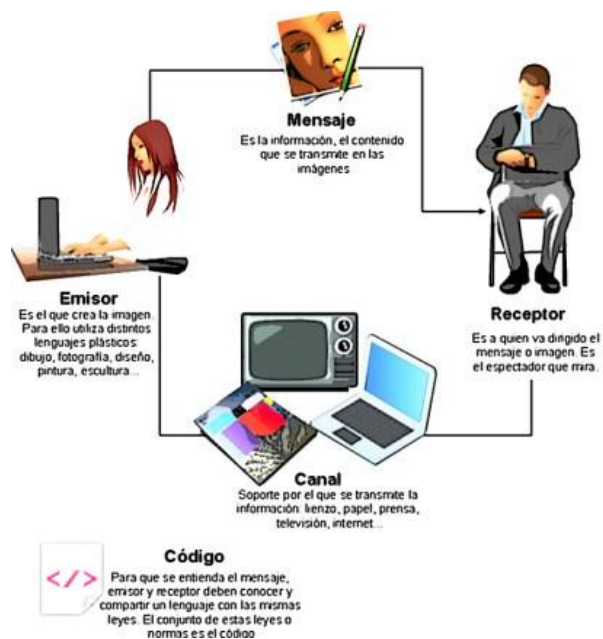 Mensaje
Es la información, el contenido
que se transmite en las
imágenes
Emisor
Es el que crea la imagen.
Para ello utiliza distintos
lenguajes plásticos:
dibujo, fotografía, diseño,
pintura, escultura...
Receptor
Es a quien va dirigido el
mensaje o imagen. Es
el espectador que mira.
Canal
Soporte por el que se transmite la
información: lienzo, papel, prensa,
televisión, internet...
</>
Código
Para que se entienda el mensaje,
emisor y receptor deben conocer y
compartir un lenguaje con las mismas
leyes. El conjunto de estas leyes o
normas es el código